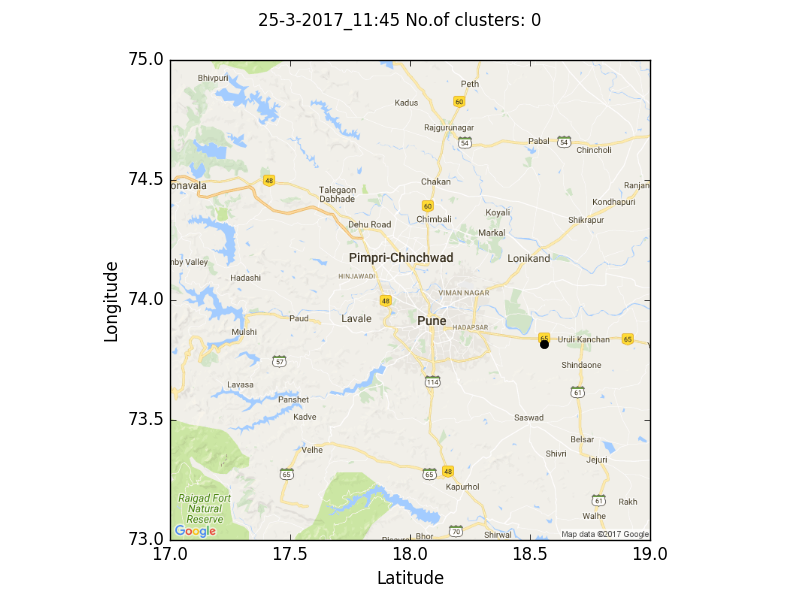 25-3-2017_11:45 No.of clusters: 0
75.0
74.5
74.0
73.5
73.0
17.0
17.5
18.0
18.5
19.0
Latitude
Longitude
Bhivpuri
Peth
Kadus
60
Rajgurunagar
54
Pabal
54
Chincholi
onavala
48
Talegaon
Dabhade
Chakan
Ranjan
Kondhapuri
60
Chimbali
Koyali
Shikrapur
Dehu Road
Markal
Pimpri-Chinchwad
Lonikand
mby Valley
Hadashi
HINJAWADI
VIMAN NAGAR
48
Paud
Lavale
Pune
HADAPSAR
Mulshi
65
Uruli Kanchan
65
57
Shindaone
Lavasa
114
61
Panshet
Kadve
Saswad
Belsar
Velhe
Shivri
Jejuri
65
65
48
Kapurhol
Raigad Fort
Natural
Reserve
61
Rakh
Walhe
Google
70
Bhor
Shirwal
Map data ©2017 Google